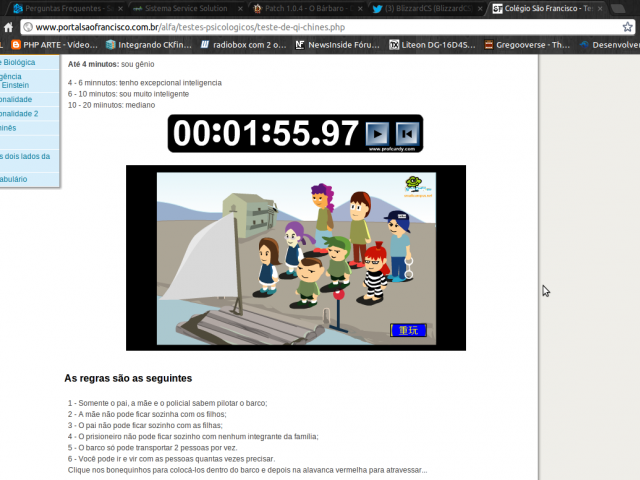 Perguntas Frequentes - S
Sistema Service Solution
Patch 1.0.4 - O Bárbaro -
(3) BlizzardCS (BlizzardC
Colégio São Francisco - Te
www.portalsaofrancisco.com.br/alfa/testes-psicologicos/teste-de-qi-chines.php
PHP ARTE - Vídeo...
Integrando CKfin...
radiobox com 2 o...
NewsInside Fóru...
Liteon DG-16D4S...
Gregooverse - Th...
Desenvolver
e Biológica
igência
Einstein
onalidade
onalidade 2
hinês
s dois lados da
abulário
Até 4 minutos: sou gênio
4 - 6 minnutos: tenho excepcional inteligencia
6 - 10 minutos: sou muito inteligente
10 - 20 miinutos: mediano
00:01:55.97
www.profcardy.com
重玩
As regras são as seguintes
1 - Somente o pai, a mãe e o policial sabem pilotar o barco;
2 - A mãe não pode ficar sozinha com os filhos;
3 - O pai não pode ficar sozinho com as filhas;
4 - O prisioneiro não pode ficar sozinho com nenhum integrante da família;
5 - O barco só pode transportar 2 pessoas por vez.
6 - Você pode ir e vir com as pessoas quantas vezes precisar.
Clique nos bonequinhos para colocá-los dentro do barco e depois na alavanca vermelha para atravessar...